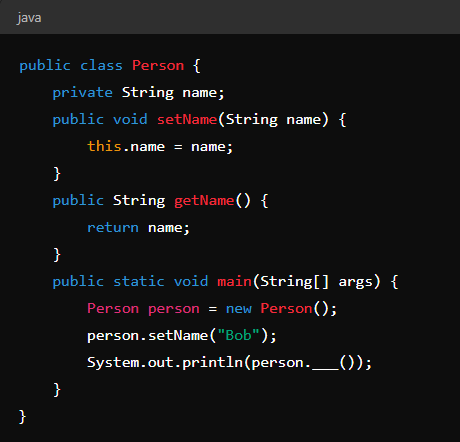 java
public class Person {
    private String name;
    public void setName(String name) {
        this.name = name;
    }
    public String getName() {
        return name;
    }
    public static void main(String[] args) {
        Person person = new Person();
        person.setName("Bob");
        System.out.println(person.___());
    }
}